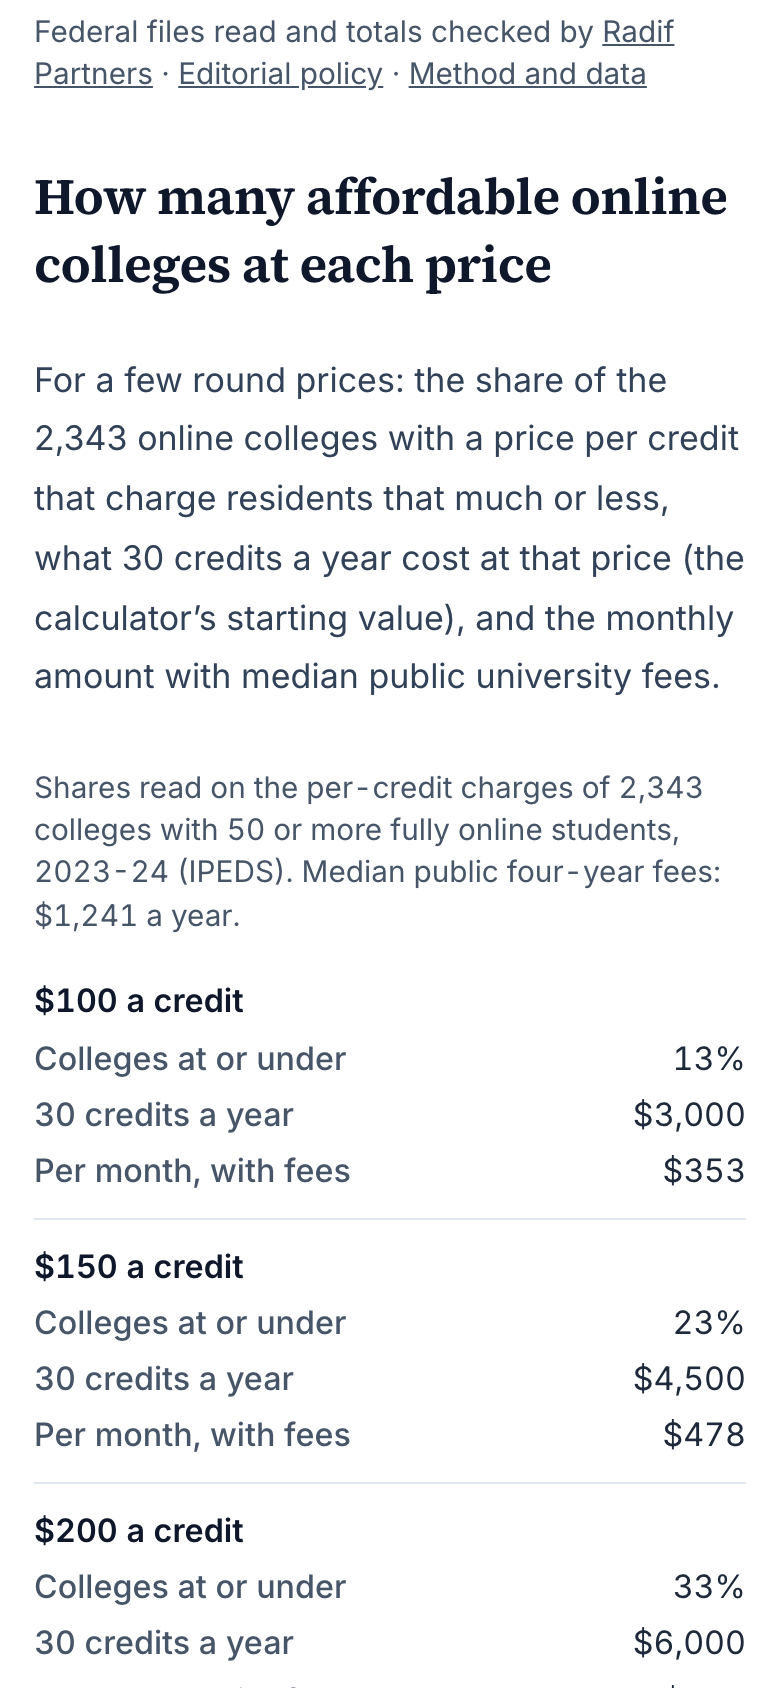 Federal files read and totals checked by Radif
Partners · Editorial policy · Method and data
How many affordable online
colleges at each price
For a few round prices: the share of the
2,343 online colleges with a price per credit
that charge residents that much or less,
what 30 credits a year cost at that price (the
calculator’s starting value), and the monthly
amount with median public university fees.
Shares read on the per-credit charges of 2,343
colleges with 50 or more fully online students,
2023-24 (IPEDS). Median public four-year fees:
$1,241 a year.
$100 a credit
Colleges at or under 13%
30 credits a year $3,000
Per month, with fees $353
$150 a credit
Colleges at or under 23%
30 credits a year $4,500
Per month, with fees $478
$200 a credit
Colleges at or under 33%
30 credits a year $6,000